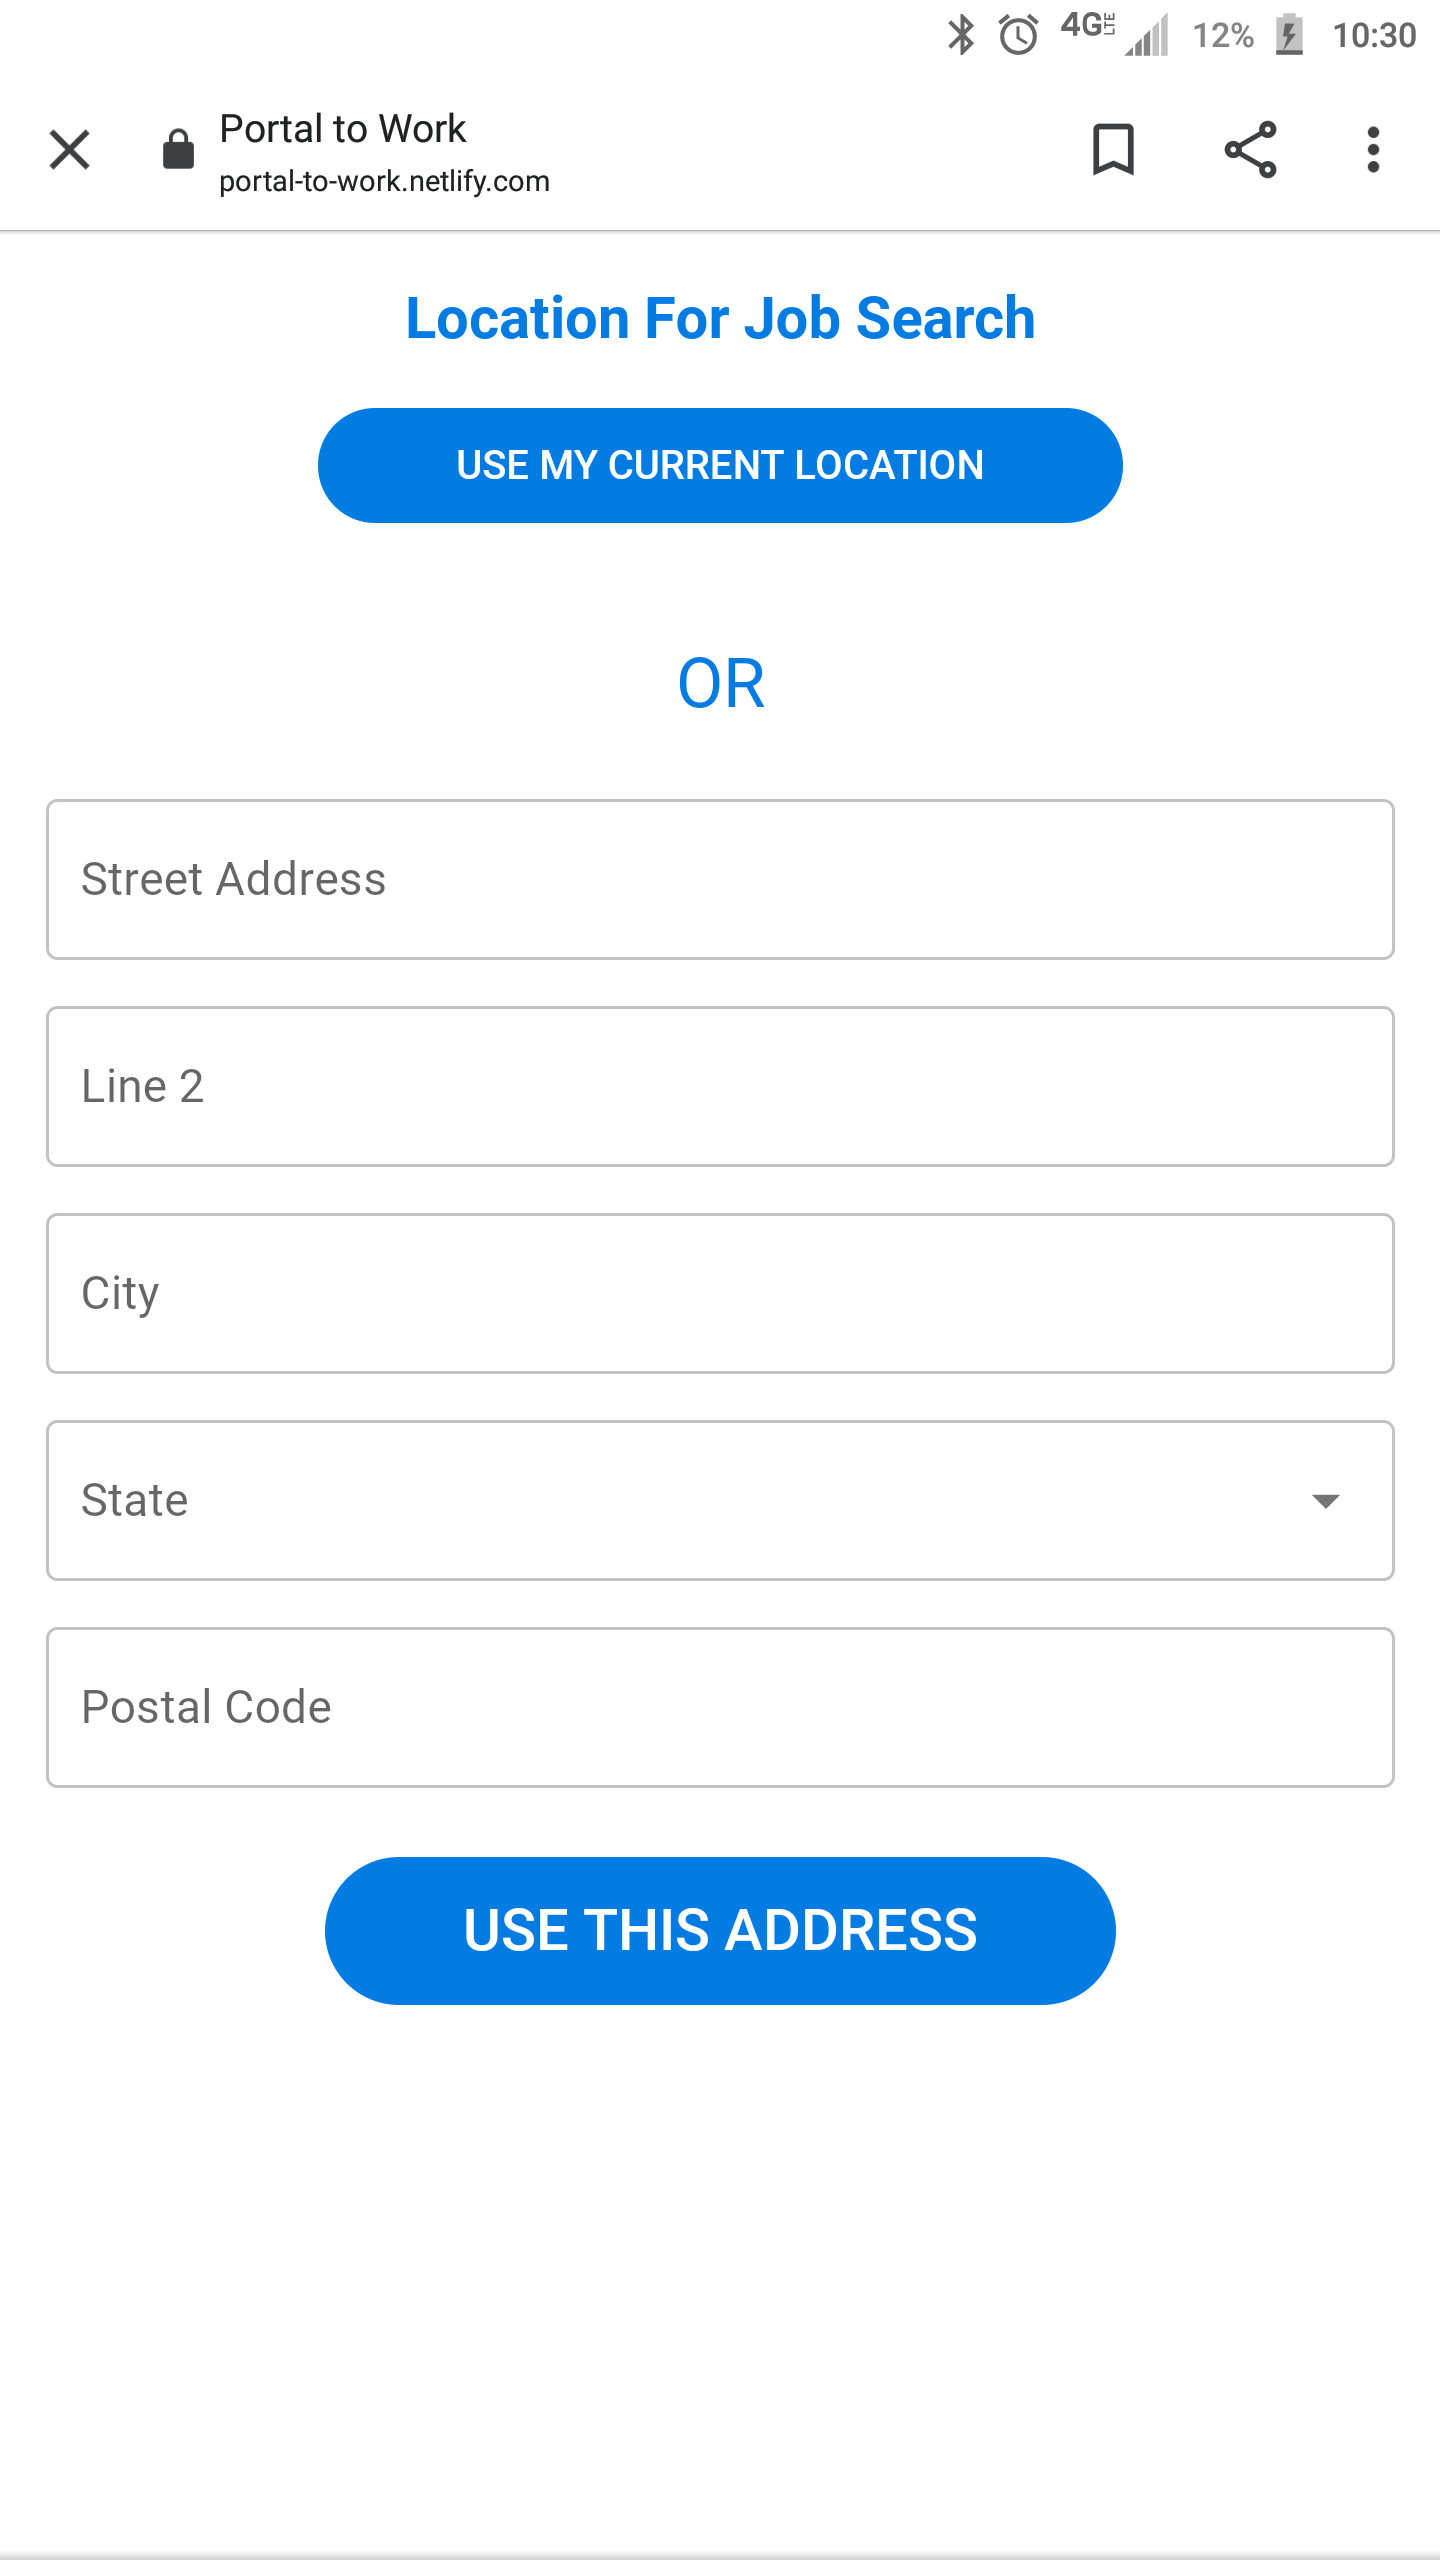 4G LTE 12% 10:30
Portal to Work
portal-to-work.netlify.com
Location For Job Search
USE MY CURRENT LOCATION
OR
Street Address
Line 2
City
State
Postal Code
USE THIS ADDRESS